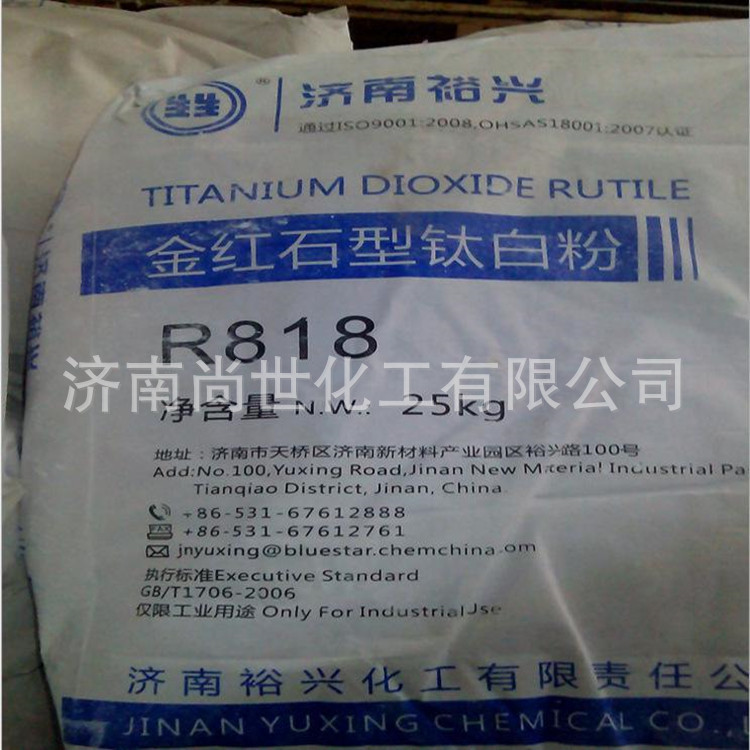 ® 济南裕兴
通过ISO9001:2008,OHSAS18001:2007认证
TITANIUM DIOXIDE RUTILE
金红石型钛白粉
R818
济南尚世化工有限公司
净含量 N.W.: 25kg
地址:济南市天桥区济南新材料产业园区裕兴路100号
Add:No.100,Yuxing Road,Jinan New Material Industrial Pa
Tianqiao District, Jinan, China
+86-531-67612888
FAX +86-531-67612761
jnyuxing@bluestar.chemchina.om
执行标准Executive Standard
GB/T1706-2006
仅限工业用途 Only For Industrial Use
济南裕兴化工有限责任公
JINAN YUXING CHEMICAL CO.,